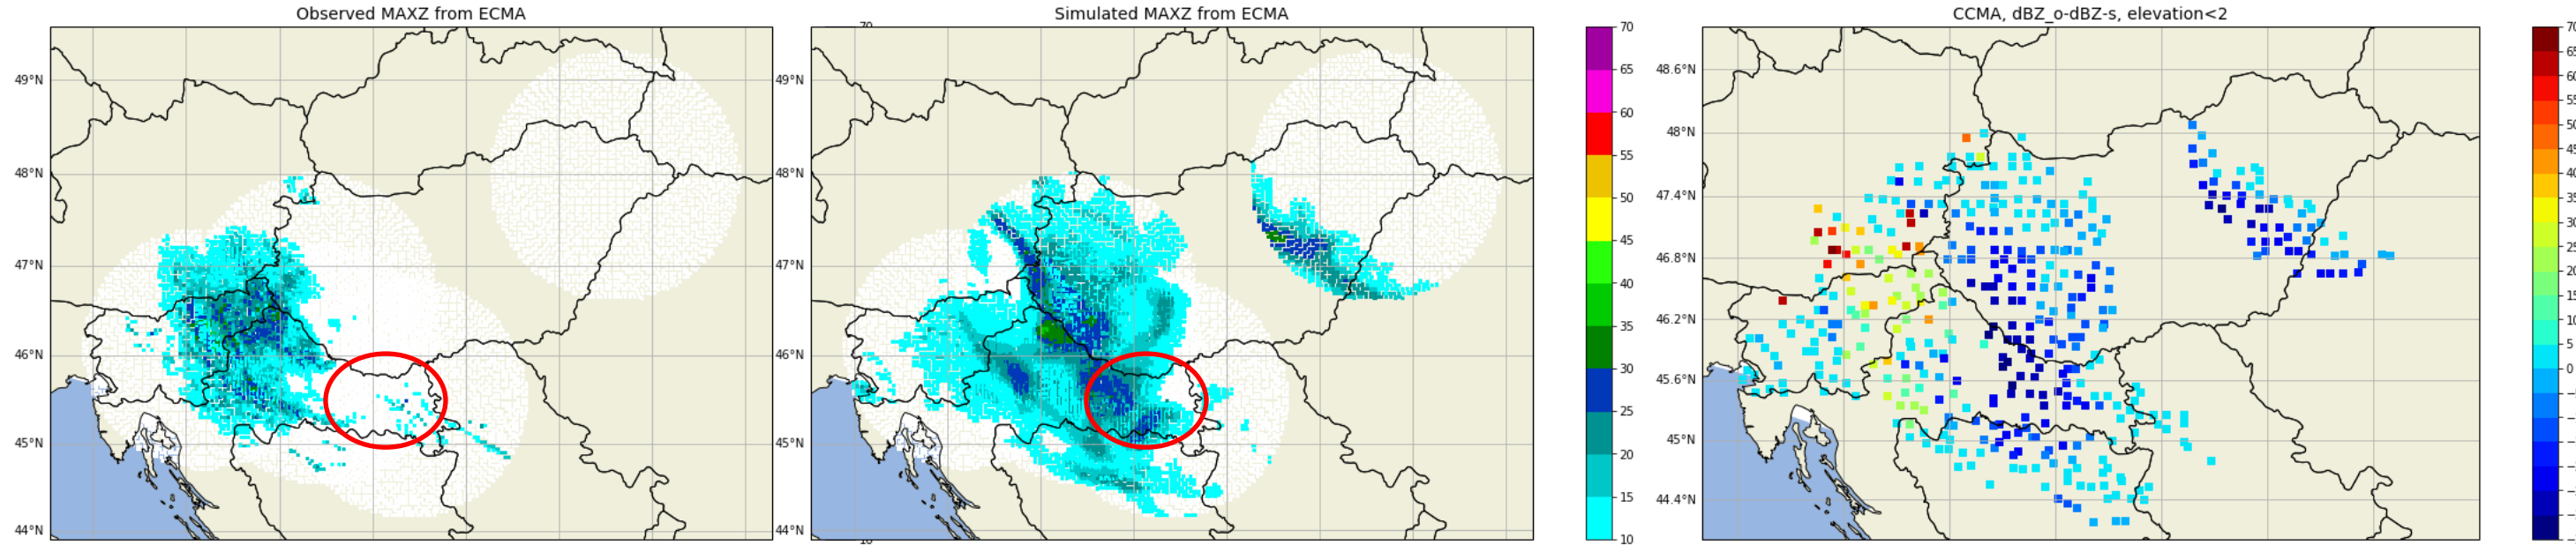 Observed MAXZ from ECMA
49°N
48°N
47°N
46°N
45°N
44°N
Simulated MAXZ from ECMA
49°N
48°N
47°N
46°N
45°N
44°N
70
65
60
55
50
45
40
35
30
25
20
15
10
CCMA, dBZ_o-dBZ-s, elevation<2
48.6°N
48°N
47.4°N
46.8°N
46.2°N
45.6°N
45°N
44.4°N
70
65
60
55
50
45
40
35
30
25
20
15
10
5
0